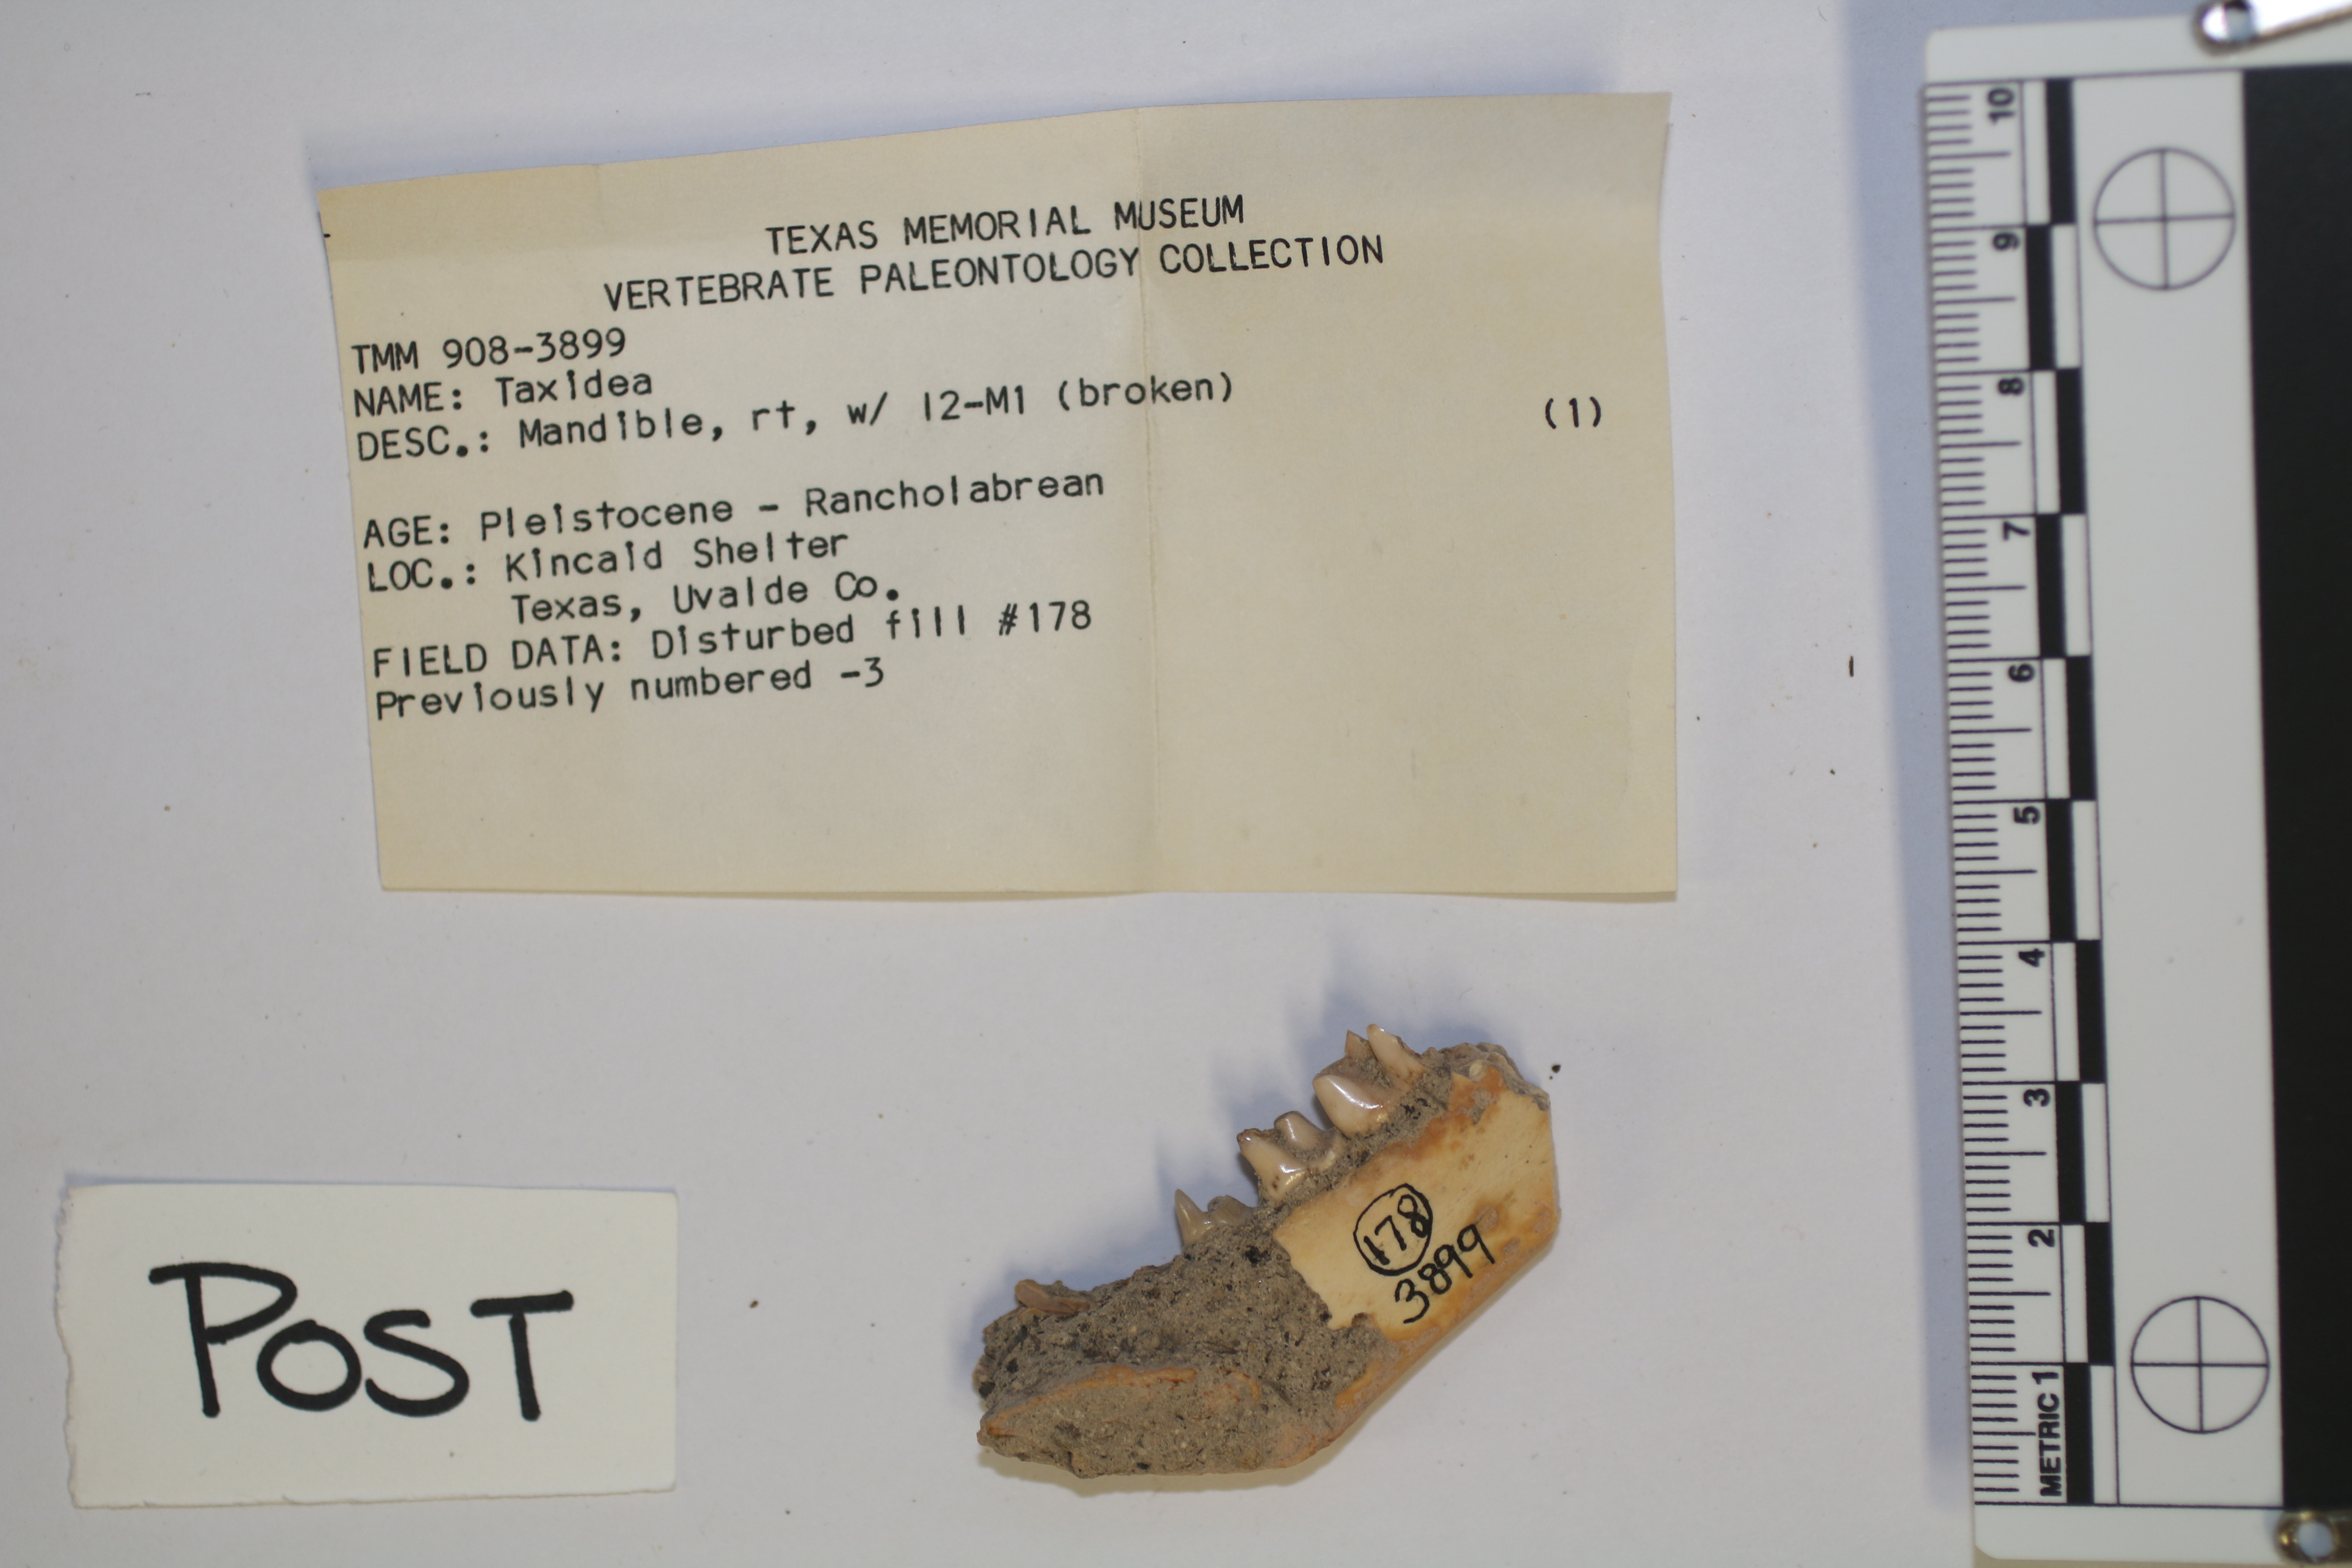 TEXAS MEMORIAL MUSEUM
VERTEBRATE PALEONTOLOGY COLLECTION
TMM 908-3899
NAME: Taxidea
DESC.: Mandible, rt, w/ I2-M1 (broken)
(1)
AGE: Pleistocene - Rancholabrean
LOC.: Kincaid Shelter
Texas, Uvalde Co.
FIELD DATA: Disturbed fill #178
Previously numbered -3
POST
178
3899
10
9
8
7
6
5
4
3
2
METRIC 1